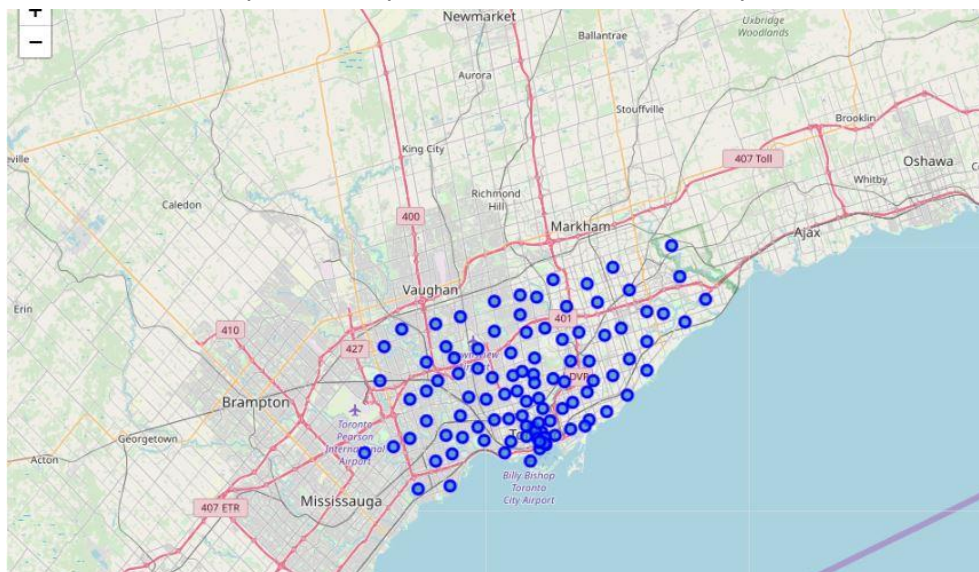 +
−
Newmarket
Uxbridge
Woodlands
Ballantrae
Aurora
Stouffville
Brooklin
King City
407 Toll
Oshawa
Whitby
Richmond
Hill
Caledon
400
Markham
Ajax
Vaughan
Erin
410
401
427
DVP
Brampton
Toronto
Pearson
International
Airport
Georgetown
Acton
Billy Bishop
Toronto
City Airport
Mississauga
407 ETR